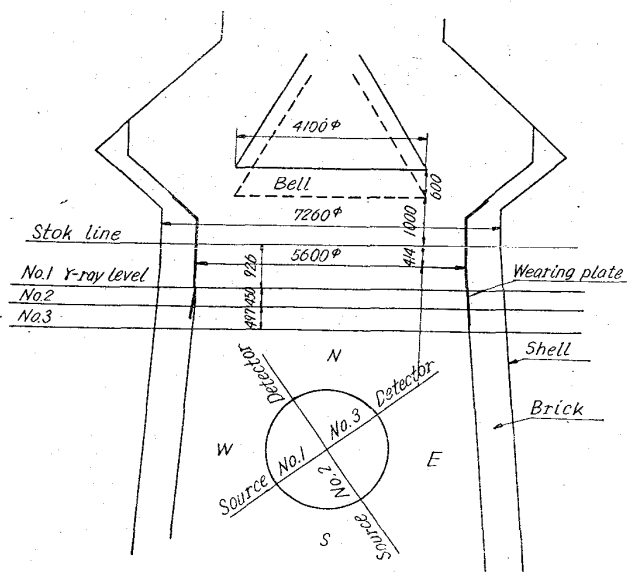 4100φ
Bell
600
7260φ
1000
Stok line
5600φ
926
414
No.1 γ-ray level
Wearing plate
No.2
450
No.3
497
Shell
N
Detector
Detector
No.3
Brick
W
No.1
E
Source
No.2
Source
S